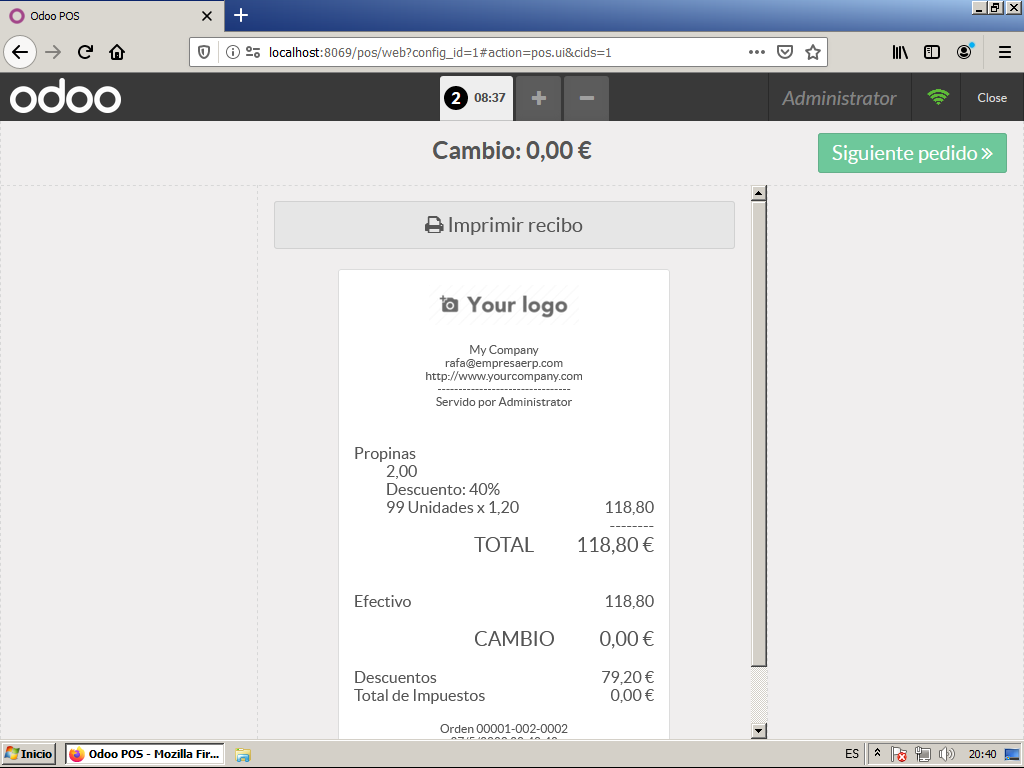 Odoo POS
localhost:8069/pos/web?config_id=1#action=pos.ui&cids=1
odoo
2 08:37
Administrator
Close
Cambio: 0,00 €
Siguiente pedido
Imprimir recibo
Your logo
My Company
rafa@empresaerp.com
http://www.yourcompany.com
--------------------------------
Servido por Administrator
Propinas
2,00
Descuento: 40%
99 Unidades x 1,20 118,80
--------
TOTAL 118,80 €
Efectivo 118,80
CAMBIO 0,00 €
Descuentos 79,20 €
Total de Impuestos 0,00 €
Orden 00001-002-0002
Inicio
Odoo POS - Mozilla Fir...
ES
20:40